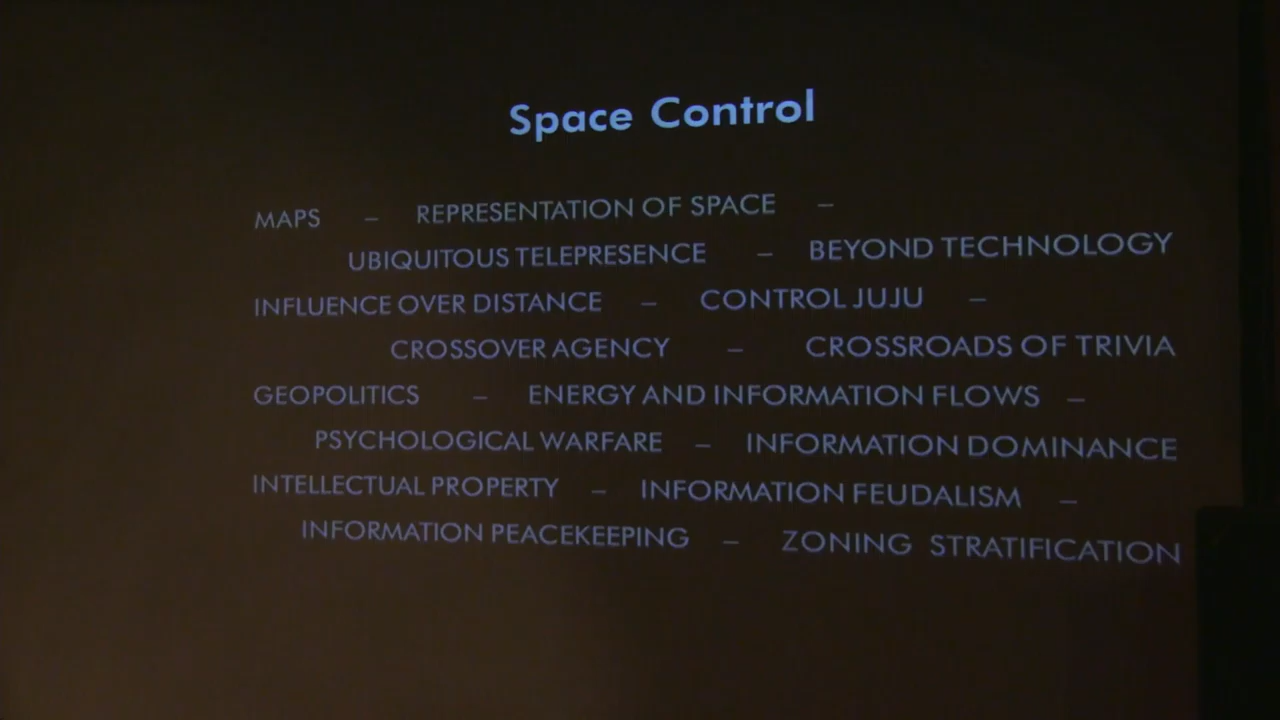 Space Control
MAPS – REPRESENTATION OF SPACE –
UBIQUITOUS TELEPRESENCE – BEYOND TECHNOLOGY
INFLUENCE OVER DISTANCE – CONTROL JUJU –
CROSSOVER AGENCY – CROSSROADS OF TRIVIA
GEOPOLITICS – ENERGY AND INFORMATION FLOWS –
PSYCHOLOGICAL WARFARE – INFORMATION DOMINANCE
INTELLECTUAL PROPERTY – INFORMATION FEUDALISM –
INFORMATION PEACEKEEPING – ZONING STRATIFICATION